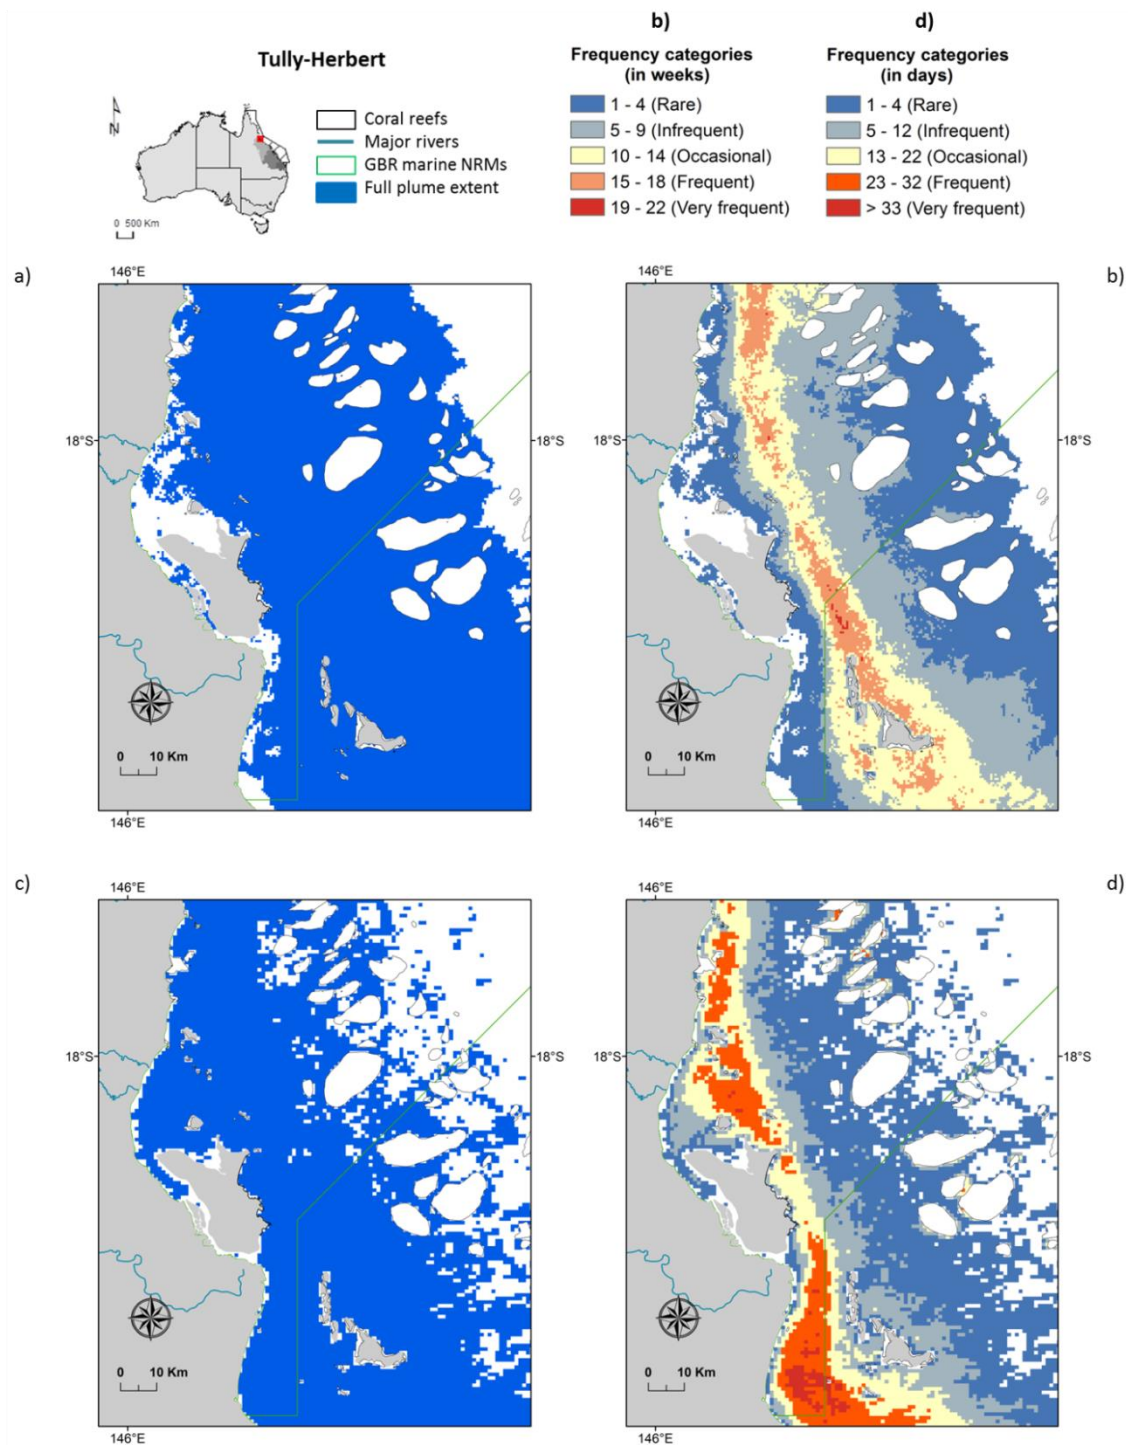 b)
d)
Tully-Herbert
Frequency categories
(in weeks)
Frequency categories
(in days)
N
0 500 Km
Coral reefs
Major rivers
GBR marine NRMs
Full plume extent
1 - 4 (Rare)
5 - 9 (Infrequent)
10 - 14 (Occasional)
15 - 18 (Frequent)
19 - 22 (Very frequent)
1 - 4 (Rare)
5 - 12 (Infrequent)
13 - 22 (Occasional)
23 - 32 (Frequent)
> 33 (Very frequent)
a)
146°E
146°E
b)
18°S
18°S
0 10 Km
0 10 Km
146°E
146°E
c)
146°E
146°E
d)
18°S
18°S
0 10 Km
0 10 Km
146°E
146°E